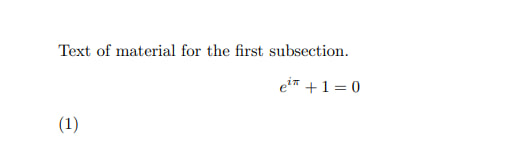 Text of material for the first subsection.
e^{iπ} + 1 = 0
(1)